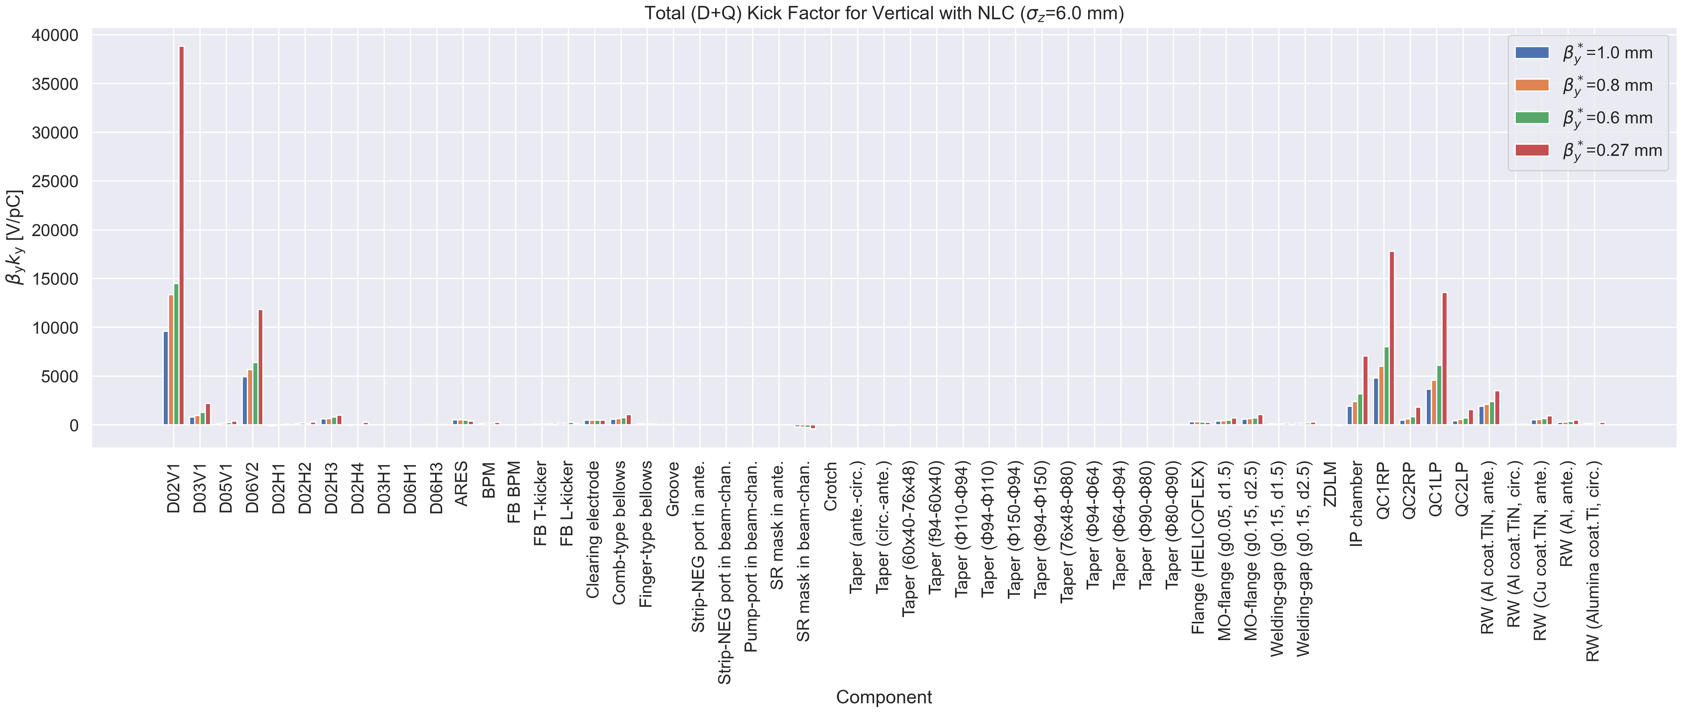 Total (D+Q) Kick Factor for Vertical with NLC (σz=6.0 mm)
βyky [V/pC]
40000
35000
30000
25000
20000
15000
10000
5000
0
βy*=1.0 mm
βy*=0.8 mm
βy*=0.6 mm
βy*=0.27 mm
D02V1
D03V1
D05V1
D06V2
D02H1
D02H2
D02H3
D02H4
D03H1
D06H1
D06H3
ARES
BPM
FB BPM
FB T-kicker
FB L-kicker
Clearing electrode
Comb-type bellows
Finger-type bellows
Groove
Strip-NEG port in ante.
Strip-NEG port in beam-chan.
Pump-port in beam-chan.
SR mask in ante.
SR mask in beam-chan.
Crotch
Taper (ante.-circ.)
Taper (circ.-ante.)
Taper (60x40-76x48)
Taper (f94-60x40)
Taper (Φ110-Φ94)
Taper (Φ94-Φ110)
Taper (Φ150-Φ94)
Taper (Φ94-Φ150)
Taper (76x48-Φ80)
Taper (Φ94-Φ64)
Taper (Φ64-Φ94)
Taper (Φ90-Φ80)
Taper (Φ80-Φ90)
Flange (HELICOFLEX)
MO-flange (g0.05, d1.5)
MO-flange (g0.15, d2.5)
Welding-gap (g0.15, d1.5)
Welding-gap (g0.15, d2.5)
ZDLM
IP chamber
QC1RP
QC2RP
QC1LP
QC2LP
RW (Al coat.TiN, ante.)
RW (Al coat.TiN, circ.)
RW (Cu coat.TiN, ante.)
RW (Al, ante.)
RW (Alumina coat.Ti, circ.)
Component